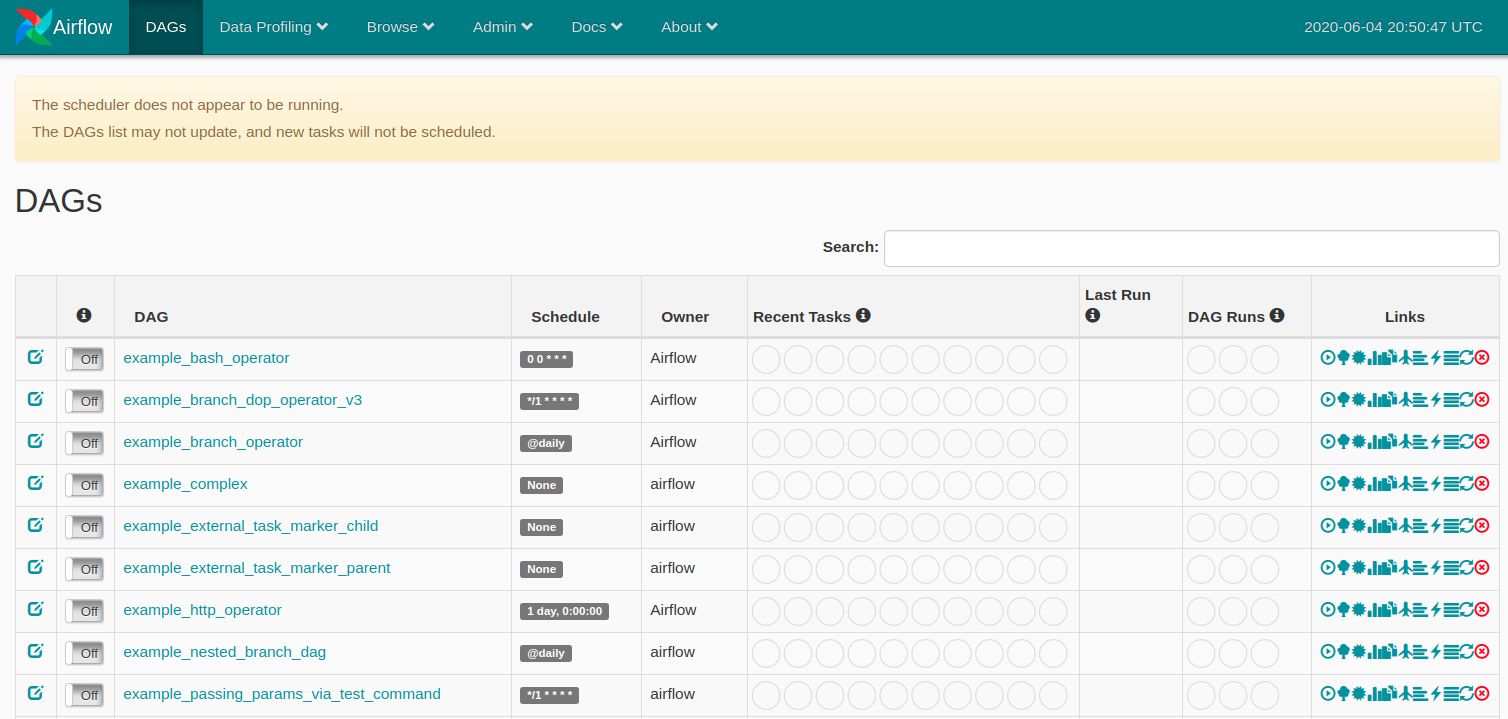 Airflow DAGs Data Profiling Browse Admin Docs About 2020-06-04 20:50:47 UTC
The scheduler does not appear to be running.
The DAGs list may not update, and new tasks will not be scheduled.
DAGs
Search:
DAG Schedule Owner Recent Tasks Last Run DAG Runs Links
Off example_bash_operator 0 0 * * * Airflow
Off example_branch_dop_operator_v3 */1 * * * * Airflow
Off example_branch_operator @daily Airflow
Off example_complex None airflow
Off example_external_task_marker_child None airflow
Off example_external_task_marker_parent None airflow
Off example_http_operator 1 day, 0:00:00 Airflow
Off example_nested_branch_dag @daily airflow
Off example_passing_params_via_test_command */1 * * * * airflow